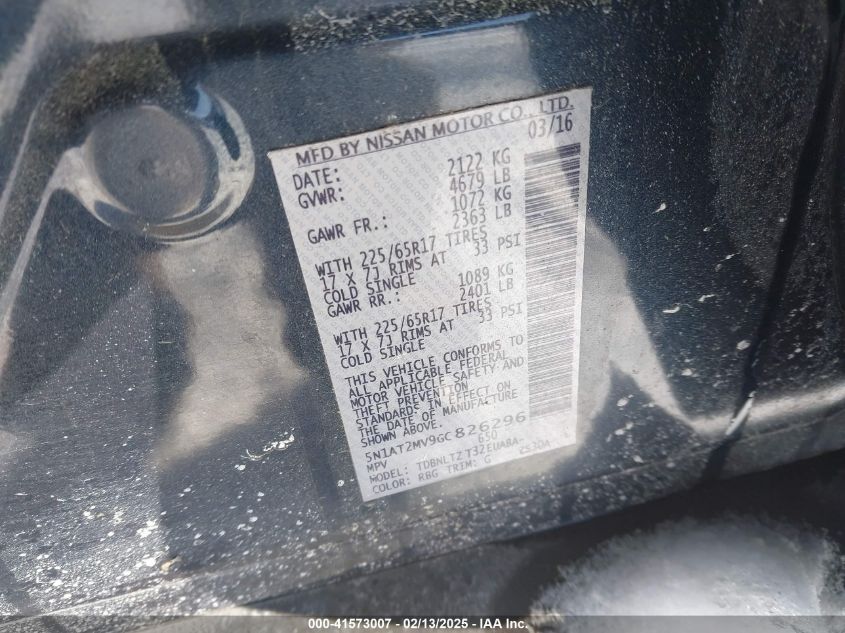 MFD BY NISSAN MOTOR CO., LTD.
DATE: 03/16
GVWR: 2122 KG
4679 LB
GAWR FR.: 1072 KG
2363 LB
WITH 225/65R17 TIRES
17 X 7J RIMS AT 33 PSI
COLD SINGLE
GAWR RR.: 1089 KG
2401 LB
WITH 225/65R17 TIRES
17 X 7J RIMS AT 33 PSI
COLD SINGLE
THIS VEHICLE CONFORMS TO
ALL APPLICABLE FEDERAL
MOTOR VEHICLE SAFETY AND
THEFT PREVENTION
STANDARDS IN EFFECT ON
THE DATE OF MANUFACTURE
SHOWN ABOVE.
5N1AT2MV9GC826296
MPV 650
MODEL: TDBNLTZ T32EUABA-
COLOR: RBG TRIM: G
000-41573007 - 02/13/2025 - IAA Inc.